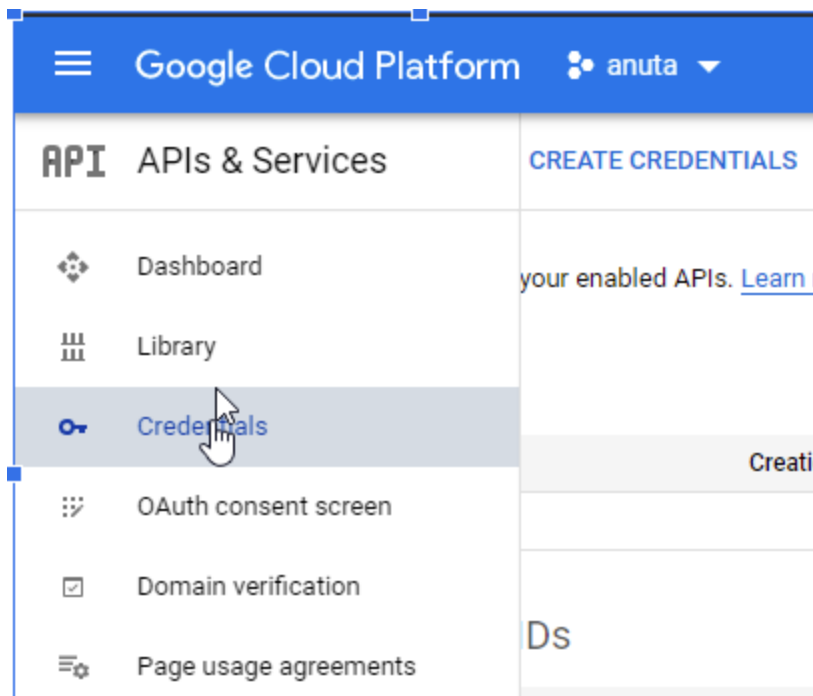 Google Cloud Platform anuta
API APIs & Services CREATE CREDENTIALS
Dashboard
your enabled APIs. Learn
Library
Credentials
Creati
OAuth consent screen
Domain verification
Ds
Page usage agreements